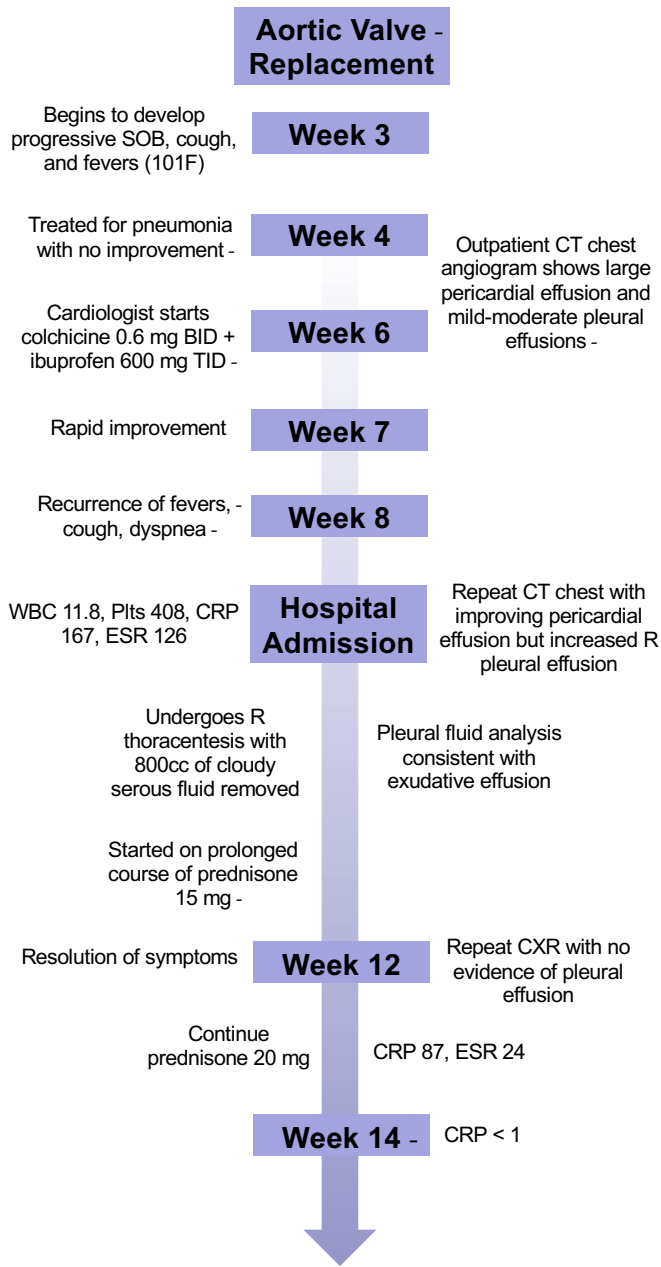 Aortic Valve -
Replacement
Begins to develop
progressive SOB, cough,
and fevers (101F)
Week 3
Treated for pneumonia
with no improvement -
Week 4
Outpatient CT chest
angiogram shows large
pericardial effusion and
mild-moderate pleural
effusions -
Cardiologist starts
colchicine 0.6 mg BID +
ibuprofen 600 mg TID -
Week 6
Rapid improvement
Week 7
Recurrence of fevers, -
cough, dyspnea -
Week 8
WBC 11.8, Plts 408, CRP
167, ESR 126
Hospital
Admission
Repeat CT chest with
improving pericardial
effusion but increased R
pleural effusion
Undergoes R
thoracentesis with
800cc of cloudy
serous fluid removed
Pleural fluid analysis
consistent with
exudative effusion
Started on prolonged
course of prednisone
15 mg -
Resolution of symptoms
Week 12
Repeat CXR with no
evidence of pleural
effusion
Continue
prednisone 20 mg
CRP 87, ESR 24
Week 14 -
CRP < 1